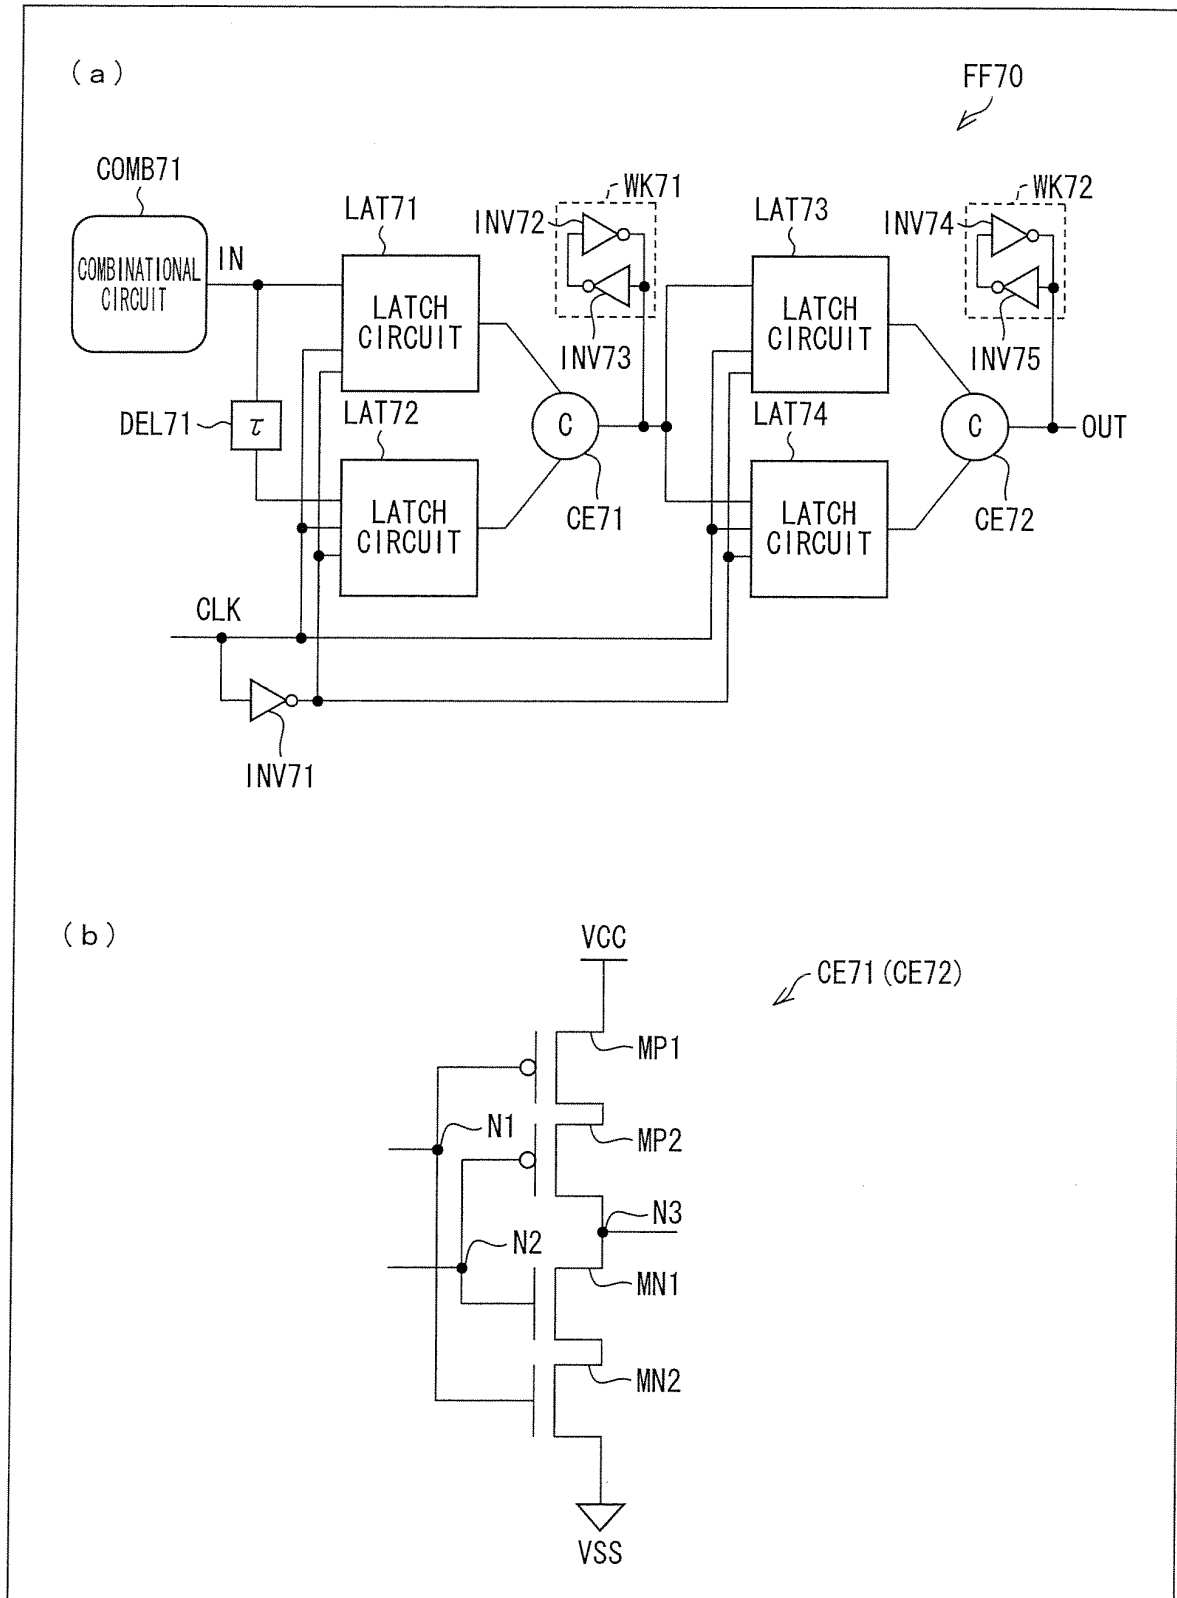 (a)
FF70
COMB71
COMBINATIONAL
CIRCUIT
IN
LAT71
LATCH
CIRCUIT
INV72
WK71
INV73
LAT73
LATCH
CIRCUIT
INV74
WK72
INV75
DEL71
τ
LAT72
LATCH
CIRCUIT
C
CE71
LAT74
LATCH
CIRCUIT
C
CE72
OUT
CLK
INV71
(b)
VCC
CE71(CE72)
MP1
N1
MP2
N3
N2
MN1
MN2
VSS